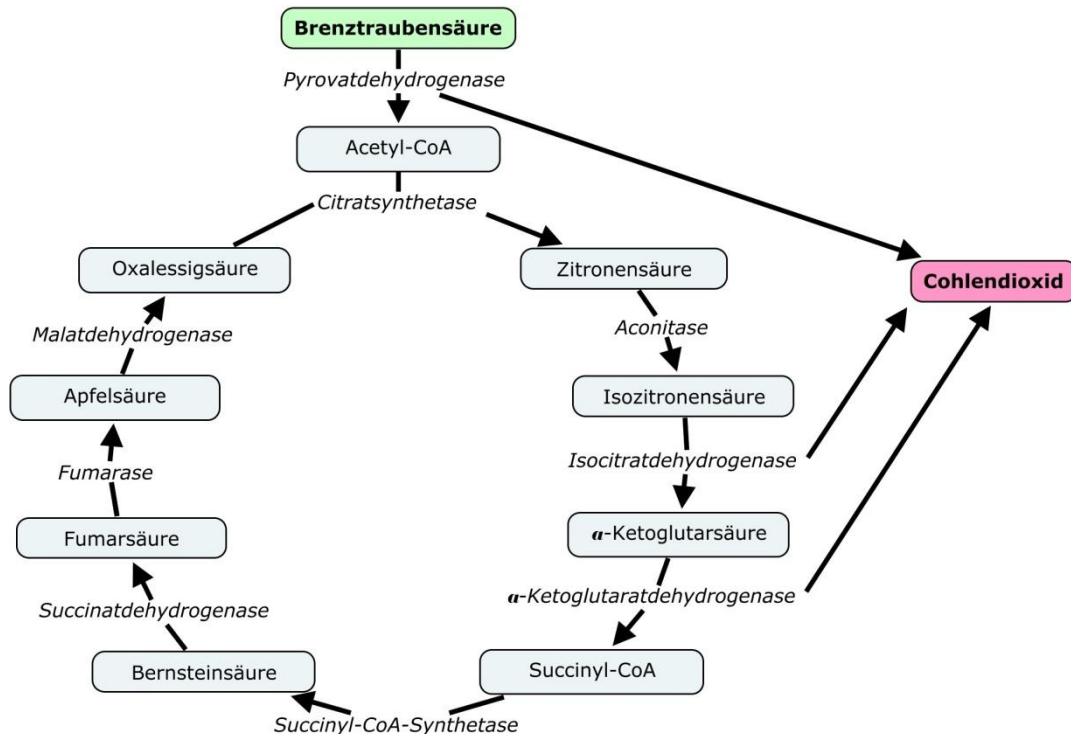 Brenztraubensäure
Pyrovatdehydrogenase
Acetyl-CoA
Citratsynthetase
Oxalessigsäure
Zitronensäure
Cohlendioxid
Malatdehydrogenase
Aconitase
Apfelsäure
Isozitronensäure
Fumarase
Isocitratdehydrogenase
Fumarsäure
α-Ketoglutarsäure
Succinatdehydrogenase
α-Ketoglutaratdehydrogenase
Bernsteinsäure
Succinyl-CoA
Succinyl-CoA-Synthetase